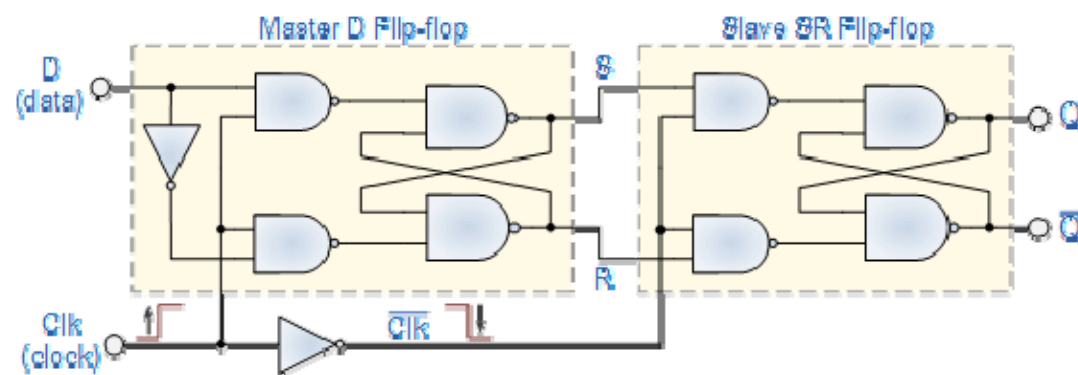 Master D Flip-flop
Slave SR Flip-flop
D
(data)
S
Q
R
Q
Clk
(clock)
Clk